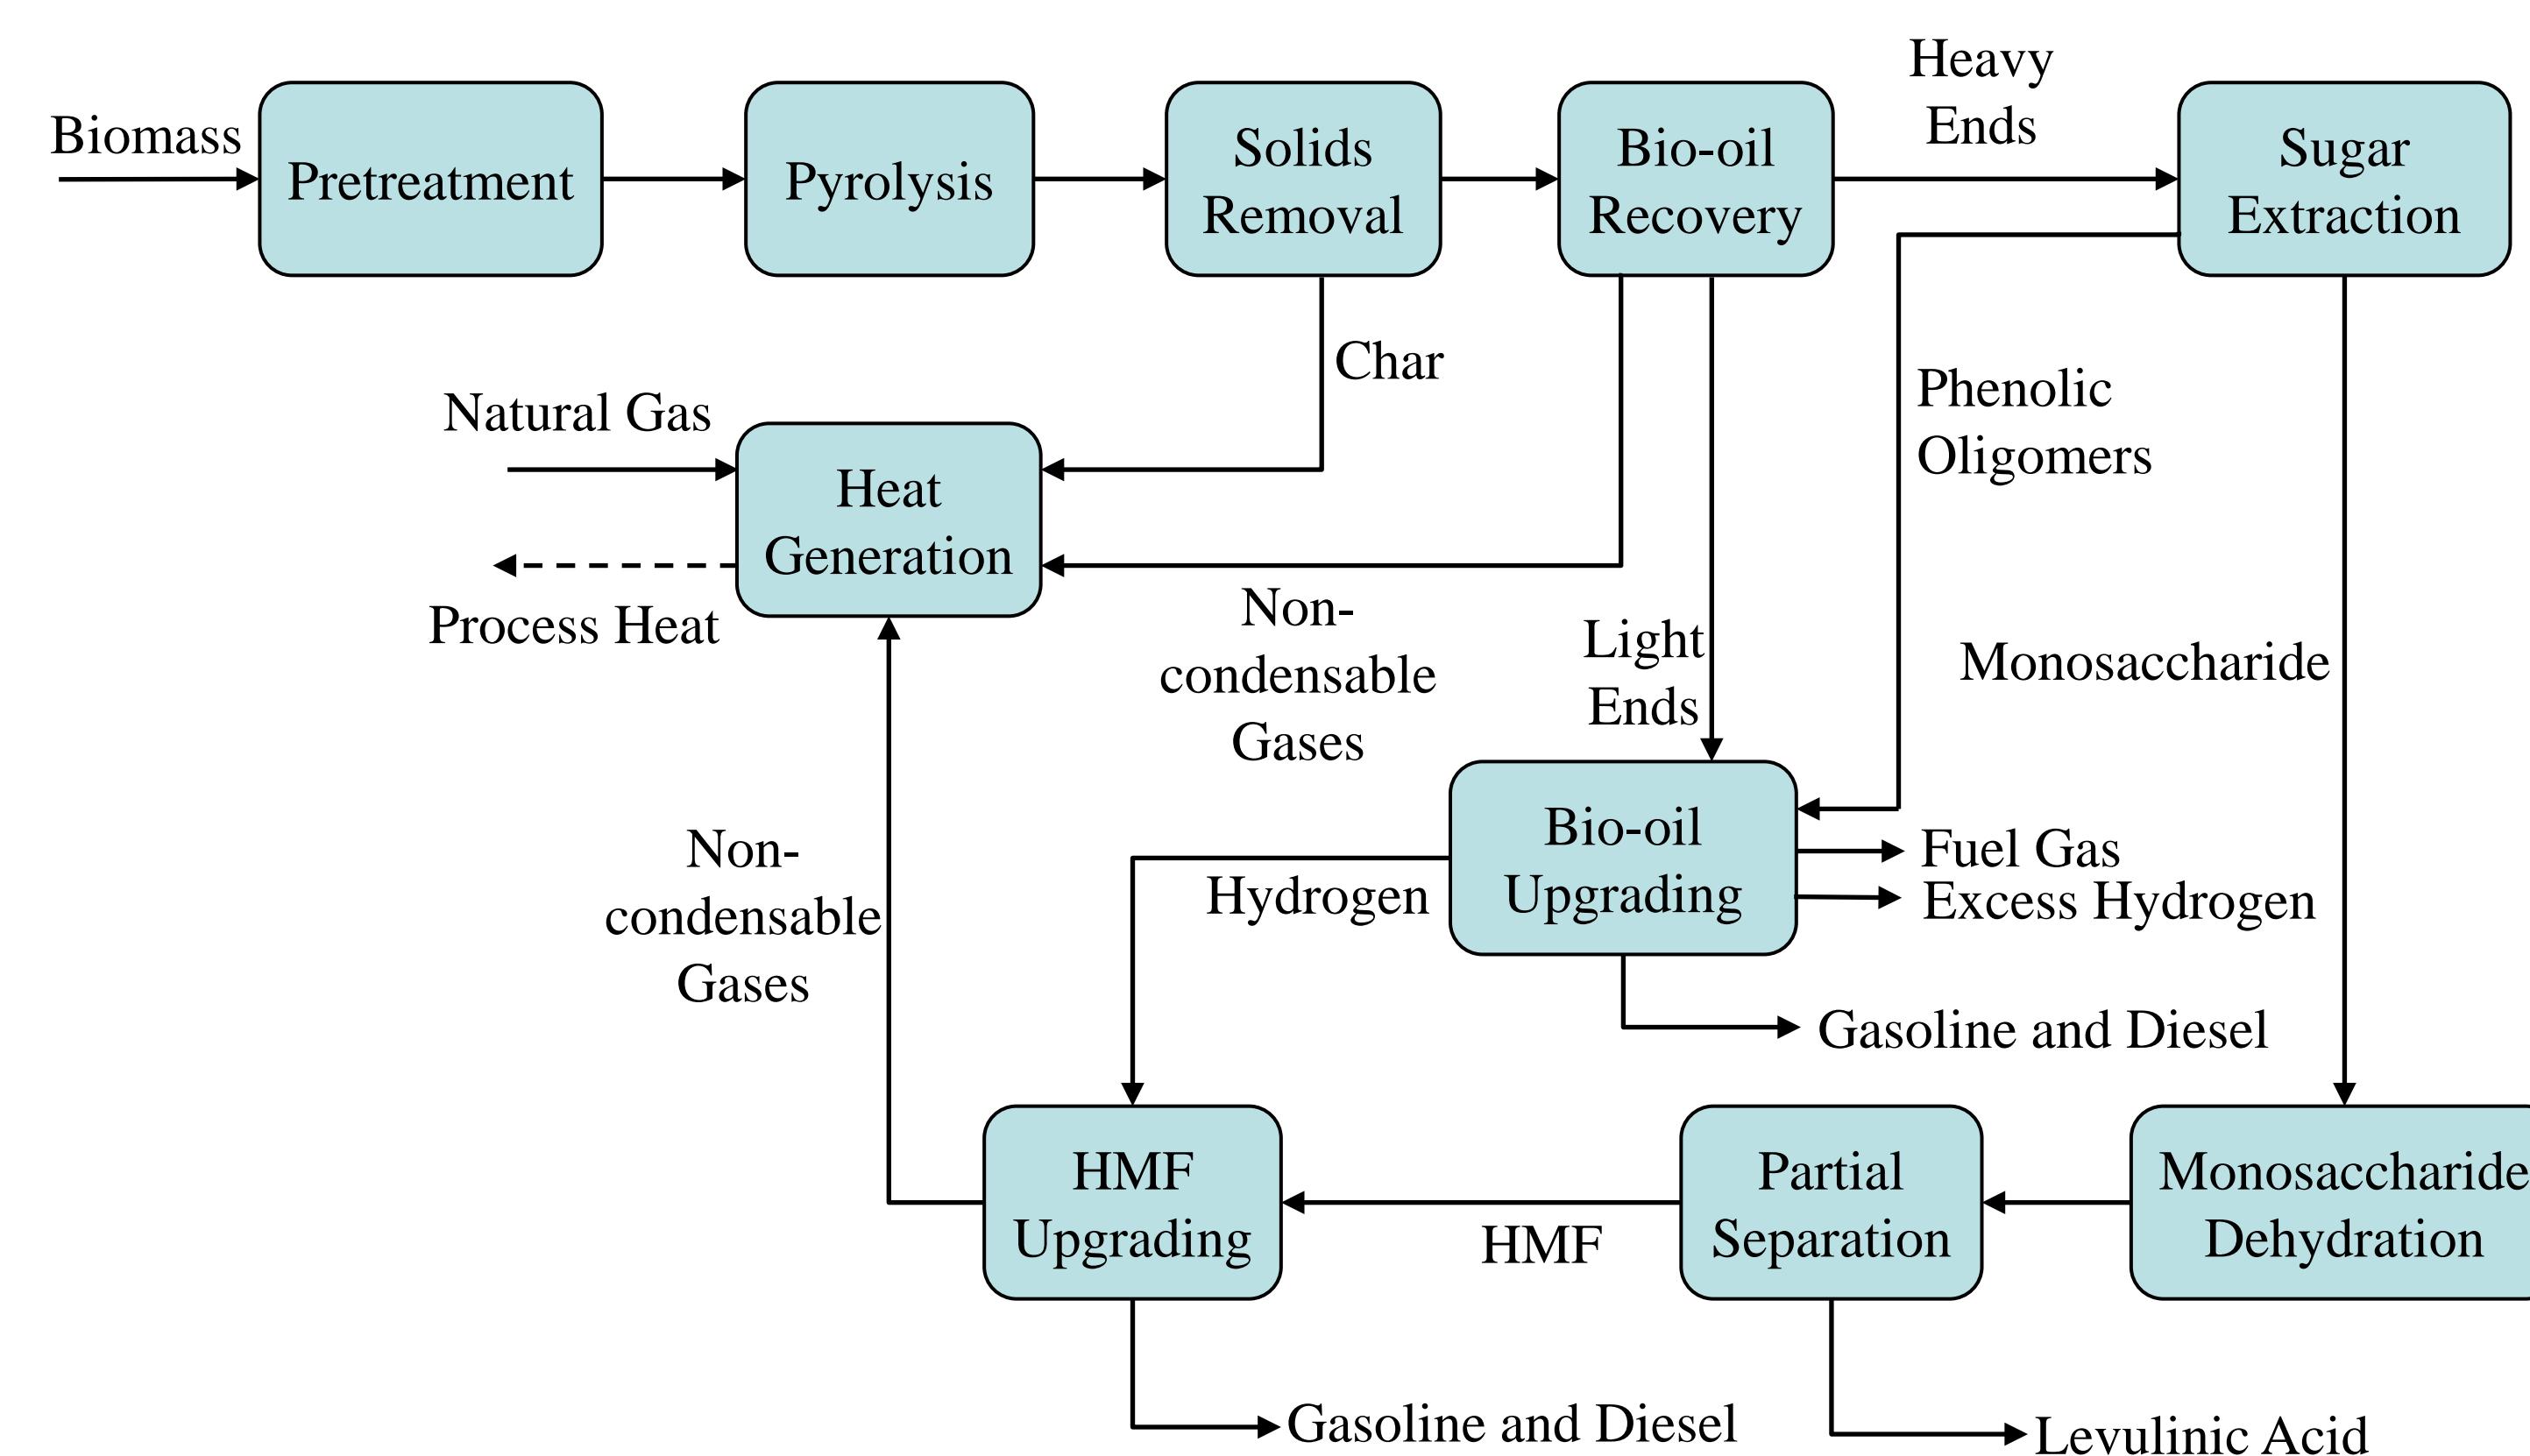 Biomass
Pretreatment
Pyrolysis
Solids
Removal
Bio-oil
Recovery
Heavy
Ends
Sugar
Extraction
Char
Natural Gas
Heat
Generation
Process Heat
Non-
condensable
Gases
Light
Ends
Phenolic
Oligomers
Monosaccharide
Non-
condensable
Gases
Hydrogen
Bio-oil
Upgrading
Fuel Gas
Excess Hydrogen
Gasoline and Diesel
HMF
Upgrading
HMF
Partial
Separation
Monosaccharide
Dehydration
Gasoline and Diesel
Levulinic Acid